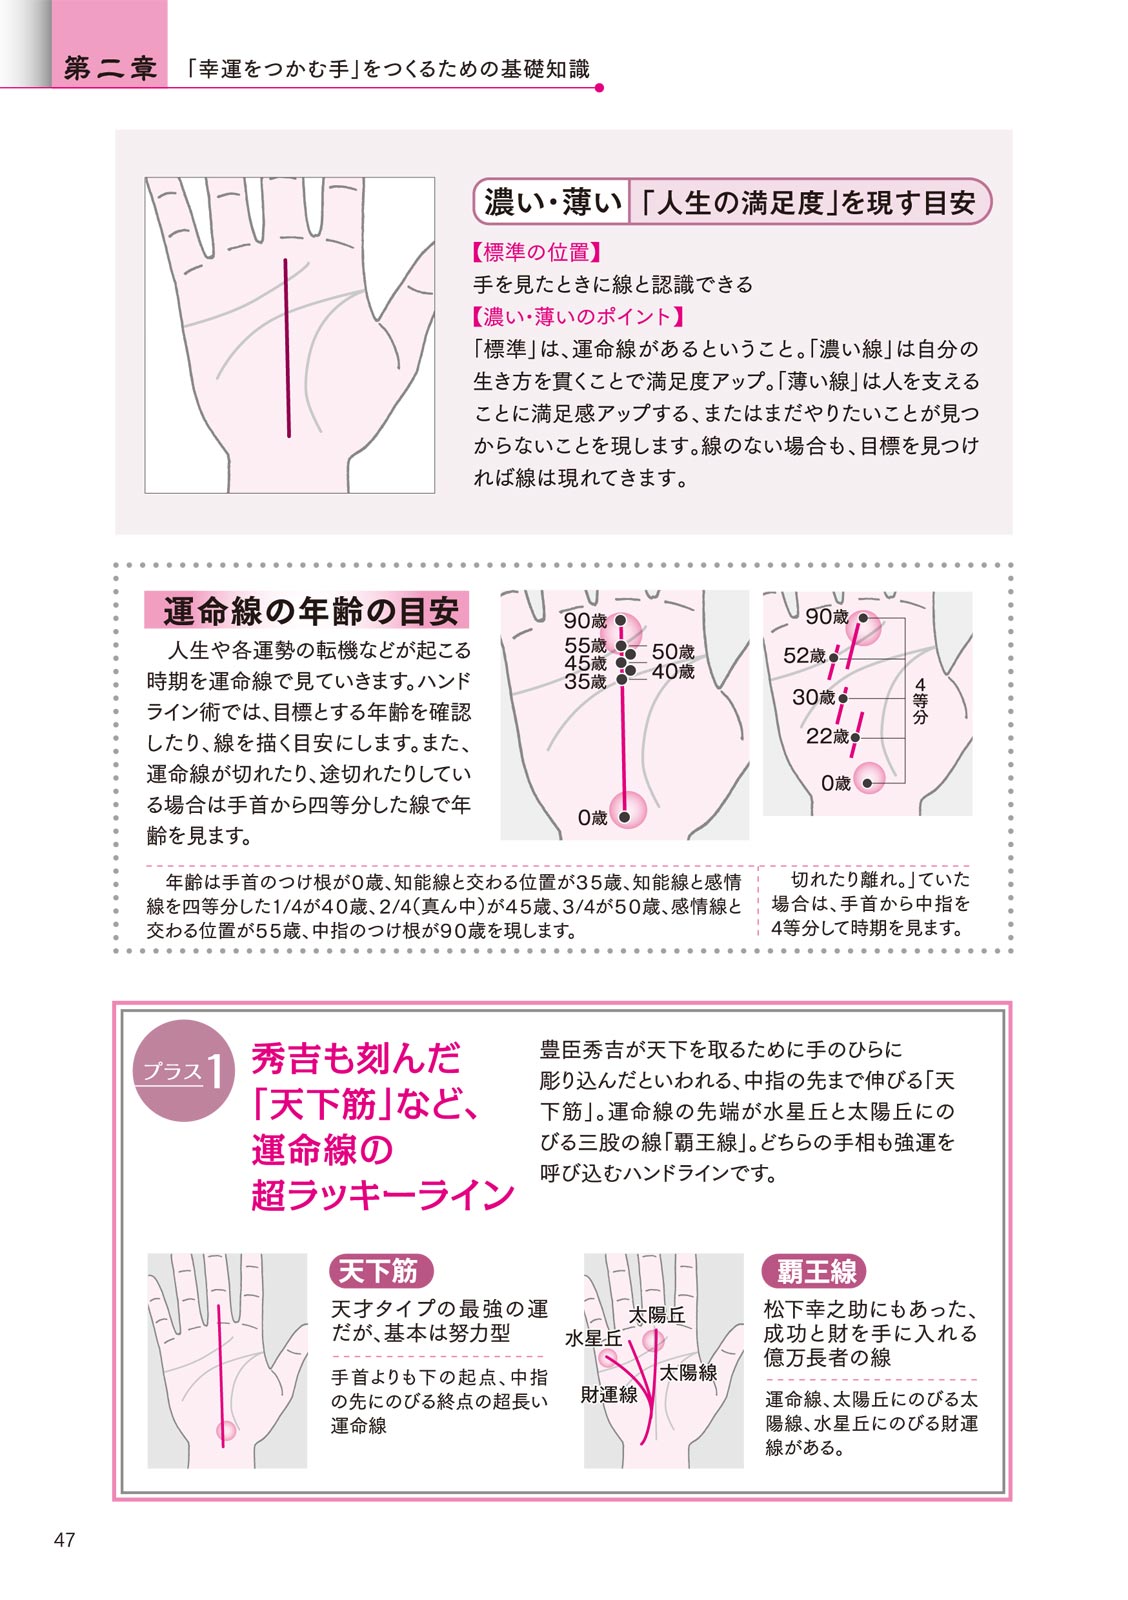 第二章 「幸運をつかむ手」をつくるための基礎知識
濃い・薄い 「人生の満足度」を現す目安
【標準の位置】
手を見たときに線と認識できる
【濃い・薄いのポイント】
「標準」は、運命線があるということ。「濃い線」は自分の
生き方を貫くことで満足度アップ。「薄い線」は人を支える
ことに満足感アップする、またはまだやりたいことが見つ
からないことを現します。線のない場合も、目標を見つけ
れば線は現れてきます。
運命線の年齢の目安
人生や各運勢の転機などが起こる
時期を運命線で見ていきます。ハンド
ライン術では、目標とする年齢を確認
したり、線を描く目安にします。また、
運命線が切れたり、途切れたりしてい
る場合は手首から四等分した線で年
齢を見ます。
90歳
55歳
50歳
45歳
40歳
35歳
0歳
90歳
52歳
30歳
22歳
0歳
4等分
年齢は手首のつけ根が0歳、知能線と交わる位置が35歳、知能線と感情
線を四等分した1/4が40歳、2/4(真ん中)が45歳、3/4が50歳、感情線と
交わる位置が55歳、中指のつけ根が90歳を現します。
切れたり離れ。」ていた
場合は、手首から中指を
4等分して時期を見ます。
プラス1
秀吉も刻んだ
「天下筋」など、
運命線の
超ラッキーライン
豊臣秀吉が天下を取るために手のひらに
彫り込んだといわれる、中指の先まで伸びる「天
下筋」。運命線の先端が水星丘と太陽丘にの
びる三股の線「覇王線」。どちらの手相も強運を
呼び込むハンドラインです。
天下筋
天才タイプの最強の運
だが、基本は努力型
手首よりも下の起点、中指
の先にのびる終点の超長い
運命線
太陽丘
水星丘
太陽線
財運線
覇王線
松下幸之助にもあった、
成功と財を手に入れる
億万長者の線
運命線、太陽丘にのびる太
陽線、水星丘にのびる財運
線がある。
47